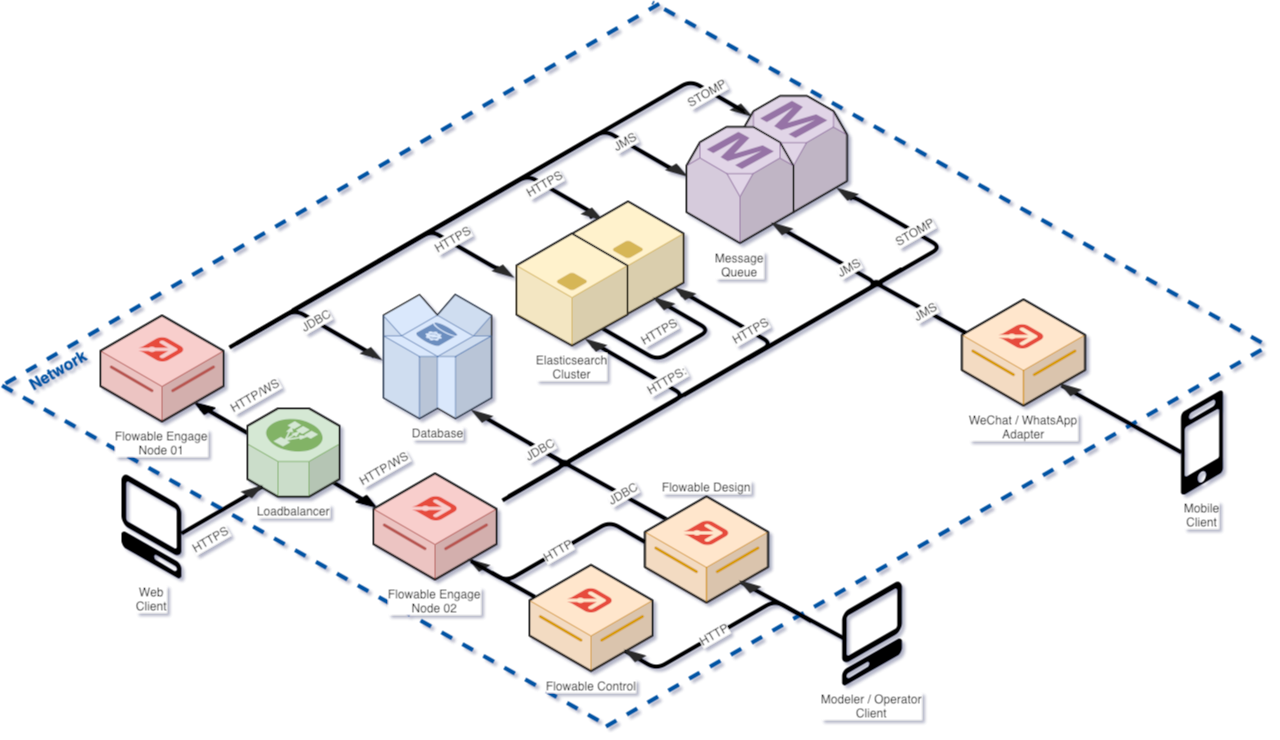 STOMP
M
JMS
M
HTTPS
HTTPS
STOMP
Message
Queue
JMS
JDBC
JMS
HTTPS
HTTPS
Elasticsearch
Cluster
Network
HTTPS
HTTP/WS
WeChat / WhatsApp
Adapter
Flowable Engage
Node 01
Database
JDBC
HTTP/WS
Flowable Design
JDBC
Loadbalancer
Mobile
Client
HTTPS
HTTP
Web
Client
Flowable Engage
Node 02
HTTP
Flowable Control
Modeler / Operator
Client